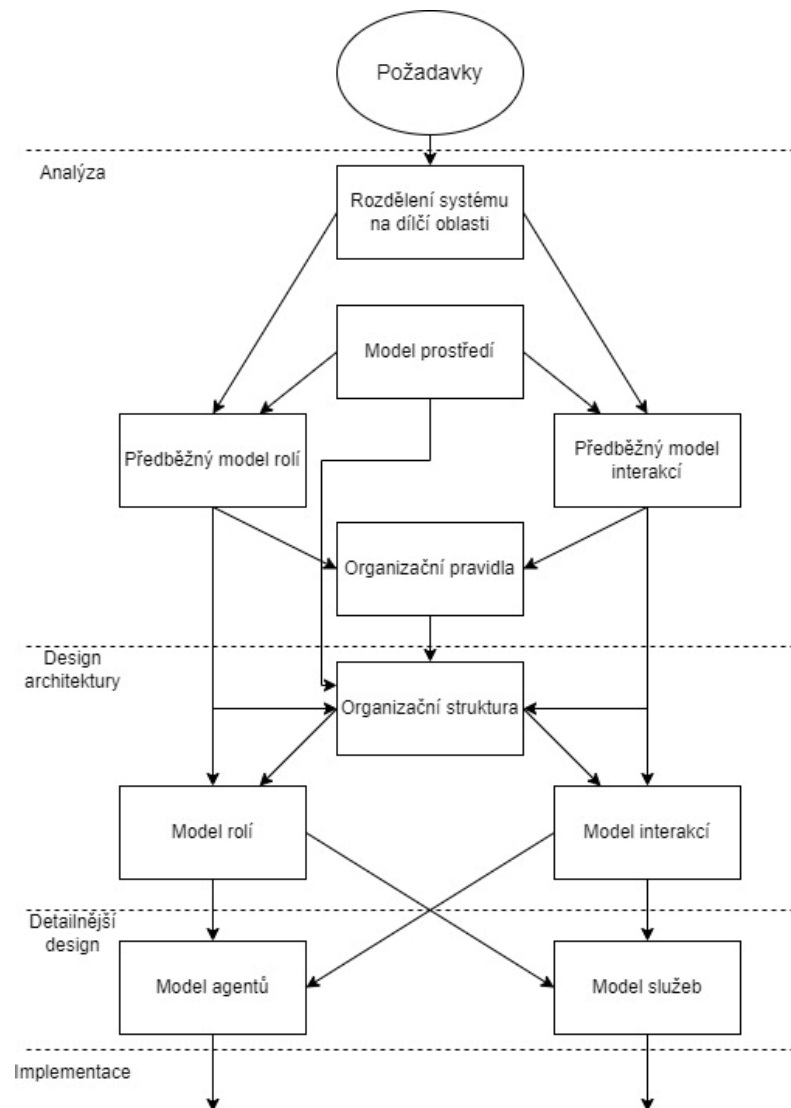 Požadavky
Analýza
Rozdělení systému
na dílčí oblasti
Model prostředí
Předběžný model rolí
Předběžný model
interakcí
Organizační pravidla
Design
architektury
Organizační struktura
Model rolí
Model interakcí
Detailnější
design
Model agentů
Model služeb
Implementace